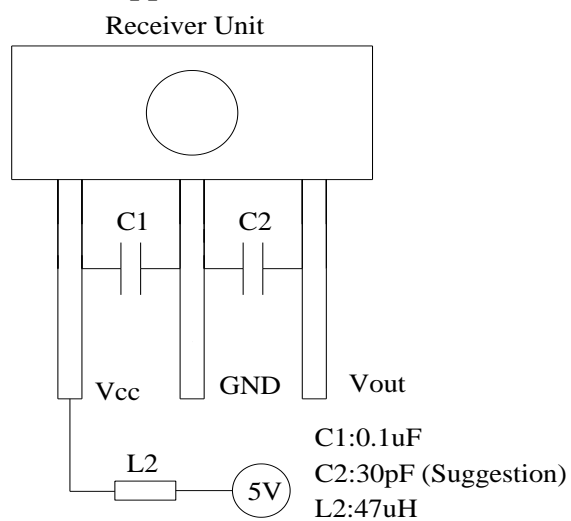 Receiver Unit
C1 C2
Vcc GND Vout
C1:0.1uF
L2 C2:30pF (Suggestion)
5V L2:47uH